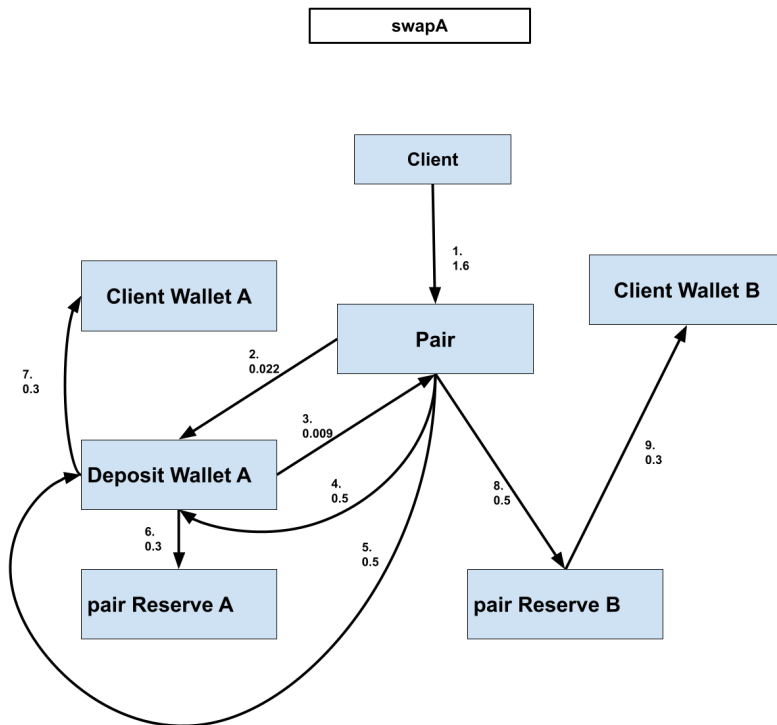 swapA
Client
1.
1.6
Client Wallet A
Client Wallet B
Pair
2.
0.022
7.
0.3
3.
0.009
9.
0.3
Deposit Wallet A
4.
0.5
8.
0.5
6.
0.3
5.
0.5
pair Reserve A
pair Reserve B